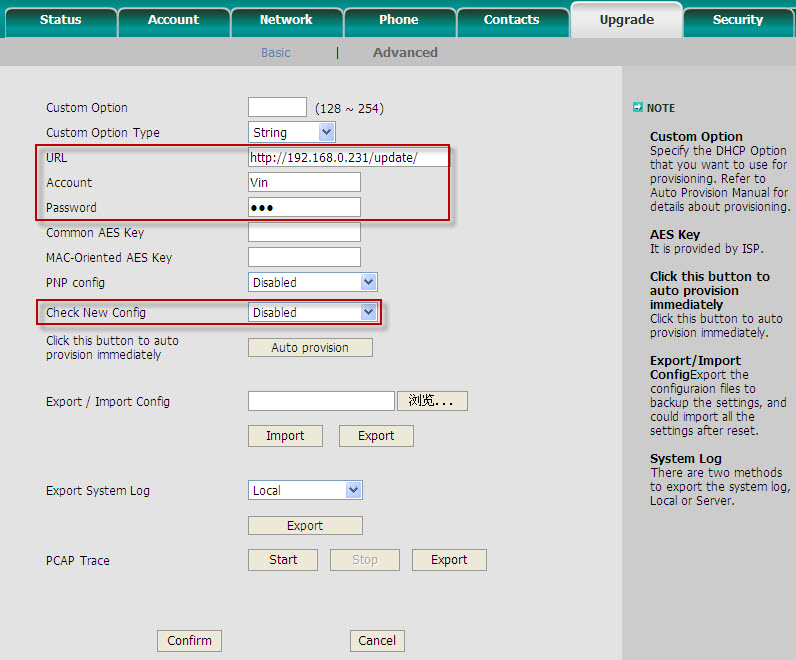 Status Account Network Phone Contacts Upgrade Security
Basic | Advanced
Custom Option (128 ~ 254)
Custom Option Type String
URL http://192.168.0.231/update/
Account Vin
Password ●●●
Common AES Key
MAC-Oriented AES Key
PNP config Disabled
Check New Config Disabled
Click this button to auto
provision immediately
Auto provision
Export / Import Config 浏览...
Import Export
Export System Log Local
Export
PCAP Trace Start Stop Export
Confirm Cancel
NOTE
Custom Option
Specify the DHCP Option
that you want to use for
provisioning. Refer to
Auto Provision Manual for
details about provisioning.
AES Key
It is provided by ISP.
Click this button to
auto provision
immediately
Click this button to auto
provision immediately.
Export/Import
ConfigExport the
configuraion files to
backup the settings, and
could import all the
settings after reset.
System Log
There are two methods
to export the system log,
Local or Server.